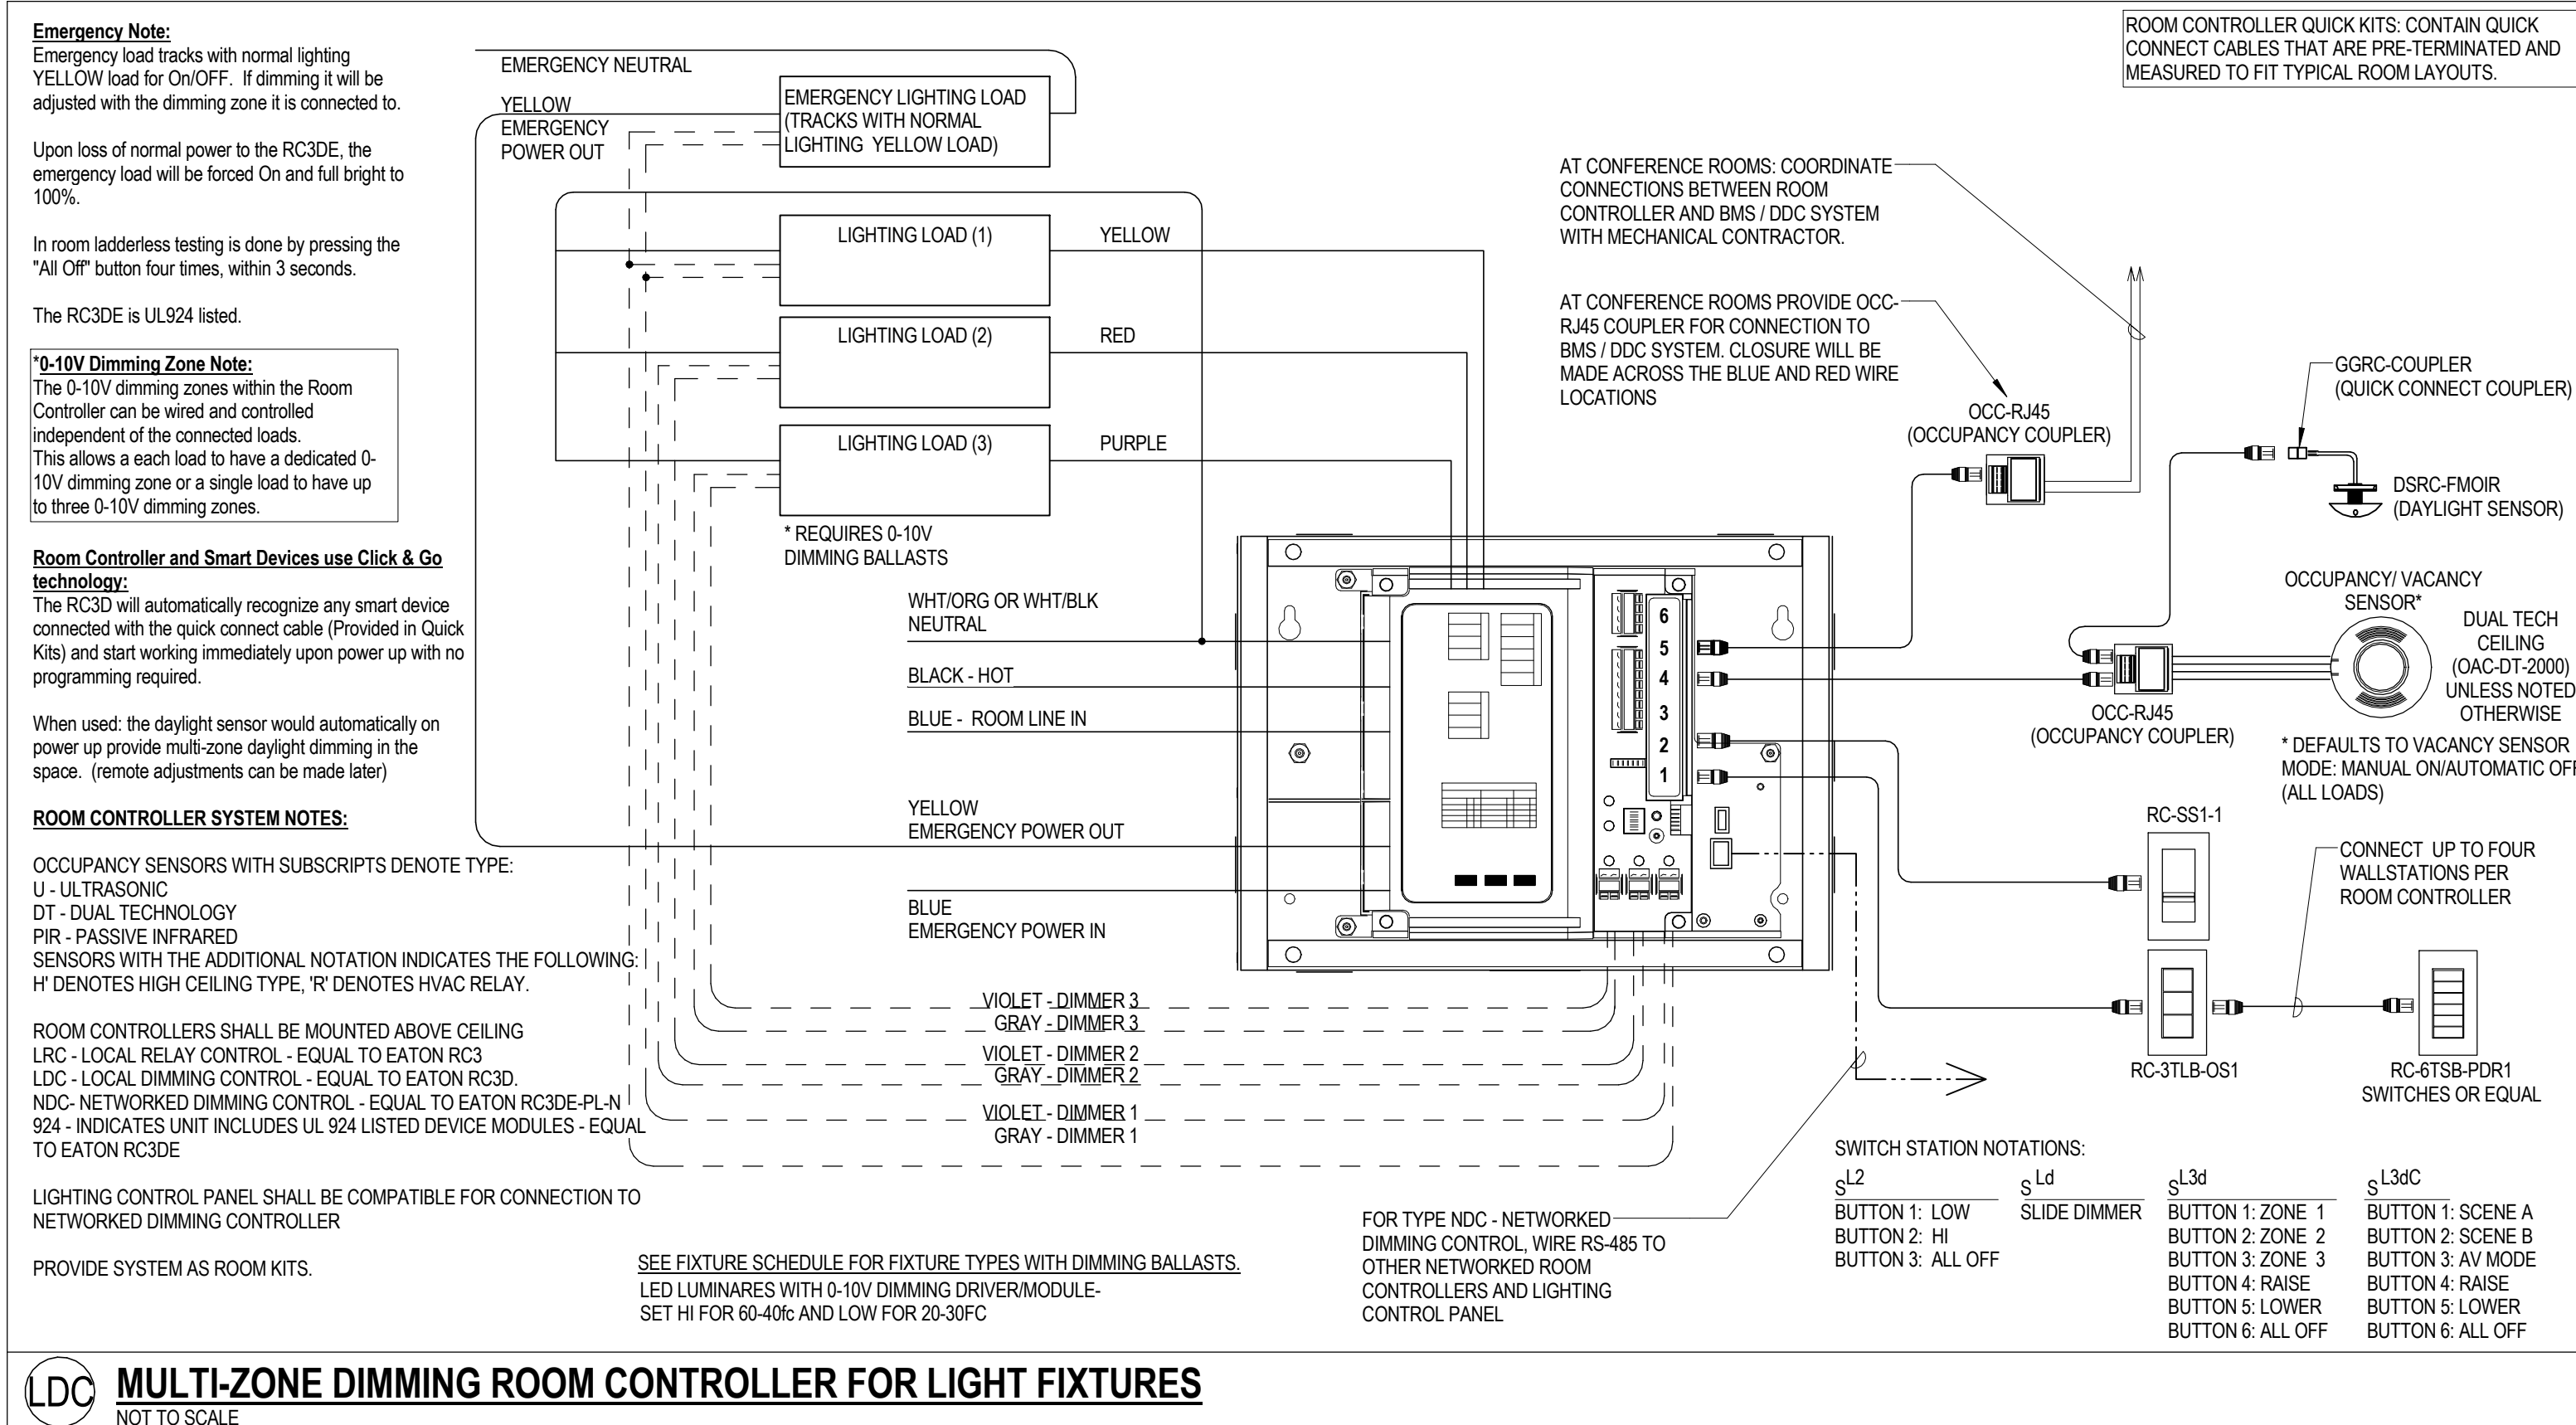 Emergency Note:
Emergency load tracks with normal lighting
YELLOW load for On/OFF. If dimming it will be
adjusted with the dimming zone it is connected to.
Upon loss of normal power to the RC3DE, the
emergency load will be forced On and full bright to
100%.
In room ladderless testing is done by pressing the
"All Off" button four times, within 3 seconds.
The RC3DE is UL924 listed.
*0-10V Dimming Zone Note:
The 0-10V dimming zones within the Room
Controller can be wired and controlled
independent of the connected loads.
This allows a each load to have a dedicated 0-
10V dimming zone or a single load to have up
to three 0-10V dimming zones.
Room Controller and Smart Devices use Click & Go
technology:
The RC3D will automatically recognize any smart device
connected with the quick connect cable (Provided in Quick
Kits) and start working immediately upon power up with no
programming required.
When used: the daylight sensor would automatically on
power up provide multi-zone daylight dimming in the
space. (remote adjustments can be made later)
ROOM CONTROLLER SYSTEM NOTES:
OCCUPANCY SENSORS WITH SUBSCRIPTS DENOTE TYPE:
U - ULTRASONIC
DT - DUAL TECHNOLOGY
PIR - PASSIVE INFRARED
SENSORS WITH THE ADDITIONAL NOTATION INDICATES THE FOLLOWING:
H' DENOTES HIGH CEILING TYPE, 'R' DENOTES HVAC RELAY.
ROOM CONTROLLERS SHALL BE MOUNTED ABOVE CEILING
LRC - LOCAL RELAY CONTROL - EQUAL TO EATON RC3
LDC - LOCAL DIMMING CONTROL - EQUAL TO EATON RC3D.
NDC- NETWORKED DIMMING CONTROL - EQUAL TO EATON RC3DE-PL-N
924 - INDICATES UNIT INCLUDES UL 924 LISTED DEVICE MODULES - EQUAL
TO EATON RC3DE
LIGHTING CONTROL PANEL SHALL BE COMPATIBLE FOR CONNECTION TO
NETWORKED DIMMING CONTROLLER
PROVIDE SYSTEM AS ROOM KITS.
EMERGENCY NEUTRAL
YELLOW
EMERGENCY
POWER OUT
EMERGENCY LIGHTING LOAD
(TRACKS WITH NORMAL
LIGHTING YELLOW LOAD)
LIGHTING LOAD (1)
YELLOW
LIGHTING LOAD (2)
RED
LIGHTING LOAD (3)
PURPLE
* REQUIRES 0-10V
DIMMING BALLASTS
WHT/ORG OR WHT/BLK
NEUTRAL
BLACK - HOT
BLUE - ROOM LINE IN
YELLOW
EMERGENCY POWER OUT
BLUE
EMERGENCY POWER IN
VIOLET - DIMMER 3
GRAY - DIMMER 3
VIOLET - DIMMER 2
GRAY - DIMMER 2
VIOLET - DIMMER 1
GRAY - DIMMER 1
SEE FIXTURE SCHEDULE FOR FIXTURE TYPES WITH DIMMING BALLASTS.
LED LUMINARES WITH 0-10V DIMMING DRIVER/MODULE-
SET HI FOR 60-40fc AND LOW FOR 20-30FC
6
5
4
3
2
1
ROOM CONTROLLER QUICK KITS: CONTAIN QUICK
CONNECT CABLES THAT ARE PRE-TERMINATED AND
MEASURED TO FIT TYPICAL ROOM LAYOUTS.
AT CONFERENCE ROOMS: COORDINATE
CONNECTIONS BETWEEN ROOM
CONTROLLER AND BMS / DDC SYSTEM
WITH MECHANICAL CONTRACTOR.
AT CONFERENCE ROOMS PROVIDE OCC-
RJ45 COUPLER FOR CONNECTION TO
BMS / DDC SYSTEM. CLOSURE WILL BE
MADE ACROSS THE BLUE AND RED WIRE
LOCATIONS
OCC-RJ45
(OCCUPANCY COUPLER)
GGRC-COUPLER
(QUICK CONNECT COUPLER)
DSRC-FMOIR
(DAYLIGHT SENSOR)
OCCUPANCY/ VACANCY
SENSOR*
DUAL TECH
CEILING
(OAC-DT-2000)
UNLESS NOTED
OTHERWISE
OCC-RJ45
(OCCUPANCY COUPLER)
* DEFAULTS TO VACANCY SENSOR
MODE: MANUAL ON/AUTOMATIC OFF
(ALL LOADS)
RC-SS1-1
CONNECT UP TO FOUR
WALLSTATIONS PER
ROOM CONTROLLER
RC-3TLB-OS1
RC-6TSB-PDR1
SWITCHES OR EQUAL
FOR TYPE NDC - NETWORKED
DIMMING CONTROL, WIRE RS-485 TO
OTHER NETWORKED ROOM
CONTROLLERS AND LIGHTING
CONTROL PANEL
SWITCH STATION NOTATIONS:
S L2
BUTTON 1: LOW
BUTTON 2: HI
BUTTON 3: ALL OFF
S Ld
SLIDE DIMMER
S L3d
BUTTON 1: ZONE 1
BUTTON 2: ZONE 2
BUTTON 3: ZONE 3
BUTTON 4: RAISE
BUTTON 5: LOWER
BUTTON 6: ALL OFF
S L3dC
BUTTON 1: SCENE A
BUTTON 2: SCENE B
BUTTON 3: AV MODE
BUTTON 4: RAISE
BUTTON 5: LOWER
BUTTON 6: ALL OFF
LDC
MULTI-ZONE DIMMING ROOM CONTROLLER FOR LIGHT FIXTURES
NOT TO SCALE